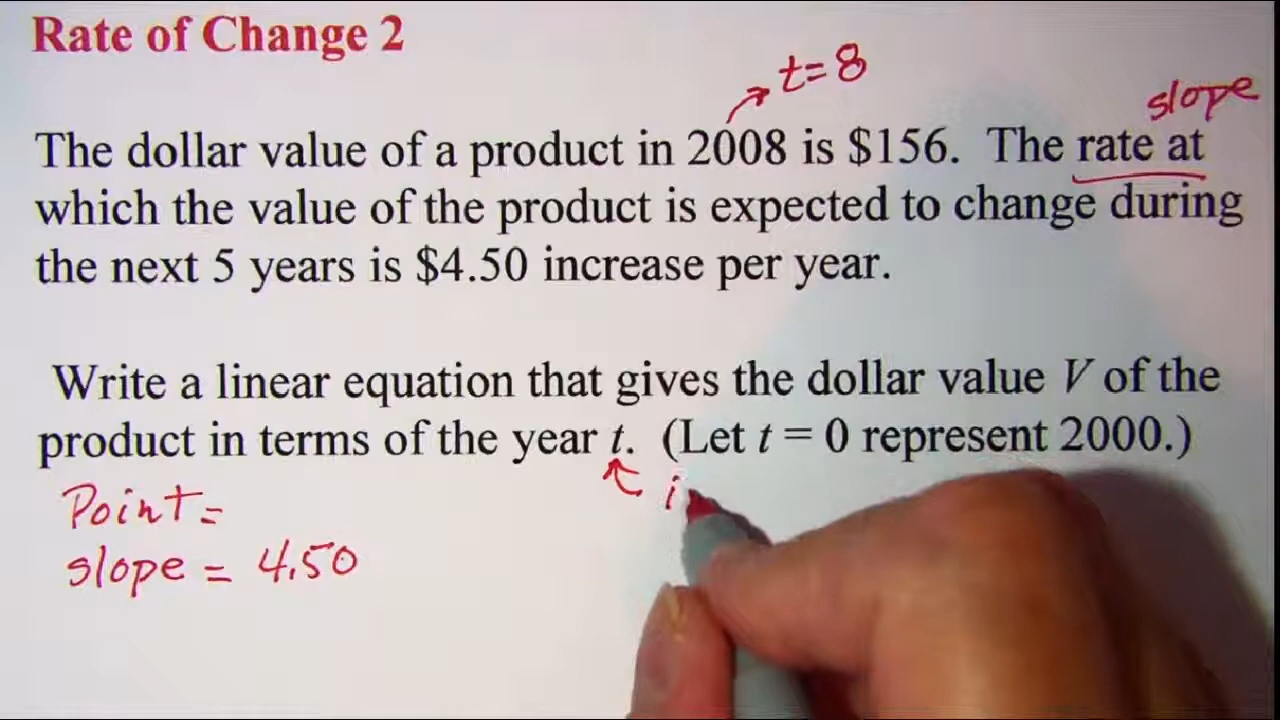 Rate of Change 2
t=8
slope
The dollar value of a product in 2008 is $156. The rate at
which the value of the product is expected to change during
the next 5 years is $4.50 increase per year.
Write a linear equation that gives the dollar value V of the
product in terms of the year t. (Let t = 0 represent 2000.)
i
Point =
slope = 4.50